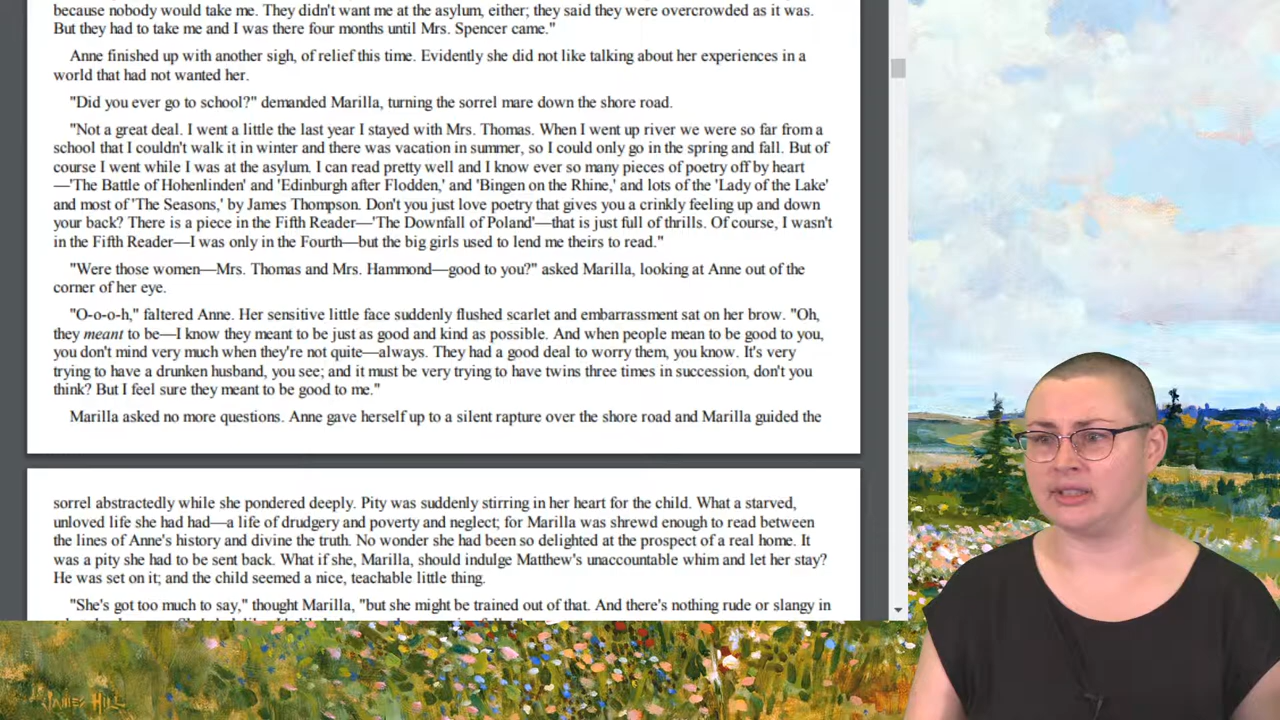 because nobody would take me. They didn't want me at the asylum, either; they said they were overcrowded as it was.
But they had to take me and I was there four months until Mrs. Spencer came."
Anne finished up with another sigh, of relief this time. Evidently she did not like talking about her experiences in a
world that had not wanted her.
"Did you ever go to school?" demanded Marilla, turning the sorrel mare down the shore road.
"Not a great deal. I went a little the last year I stayed with Mrs. Thomas. When I went up river we were so far from a
school that I couldn't walk it in winter and there was vacation in summer, so I could only go in the spring and fall. But of
course I went while I was at the asylum. I can read pretty well and I know ever so many pieces of poetry off by heart
—'The Battle of Hohenlinden' and 'Edinburgh after Flodden,' and 'Bingen on the Rhine,' and lots of the 'Lady of the Lake'
and most of 'The Seasons,' by James Thompson. Don't you just love poetry that gives you a crinkly feeling up and down
your back? There is a piece in the Fifth Reader—'The Downfall of Poland'—that is just full of thrills. Of course, I wasn't
in the Fifth Reader—I was only in the Fourth—but the big girls used to lend me theirs to read."
"Were those women—Mrs. Thomas and Mrs. Hammond—good to you?" asked Marilla, looking at Anne out of the
corner of her eye.
"O-o-o-h," faltered Anne. Her sensitive little face suddenly flushed scarlet and embarrassment sat on her brow. "Oh,
they meant to be—I know they meant to be just as good and kind as possible. And when people mean to be good to you,
you don't mind very much when they're not quite—always. They had a good deal to worry them, you know. It's very
trying to have a drunken husband, you see; and it must be very trying to have twins three times in succession, don't you
think? But I feel sure they meant to be good to me."
Marilla asked no more questions. Anne gave herself up to a silent rapture over the shore road and Marilla guided the
sorrel abstractedly while she pondered deeply. Pity was suddenly stirring in her heart for the child. What a starved,
unloved life she had had—a life of drudgery and poverty and neglect; for Marilla was shrewd enough to read between
the lines of Anne's history and divine the truth. No wonder she had been so delighted at the prospect of a real home. It
was a pity she had to be sent back. What if she, Marilla, should indulge Matthew's unaccountable whim and let her stay?
He was set on it; and the child seemed a nice, teachable little thing.
"She's got too much to say," thought Marilla, "but she might be trained out of that. And there's nothing rude or slangy in
JAMES HILL